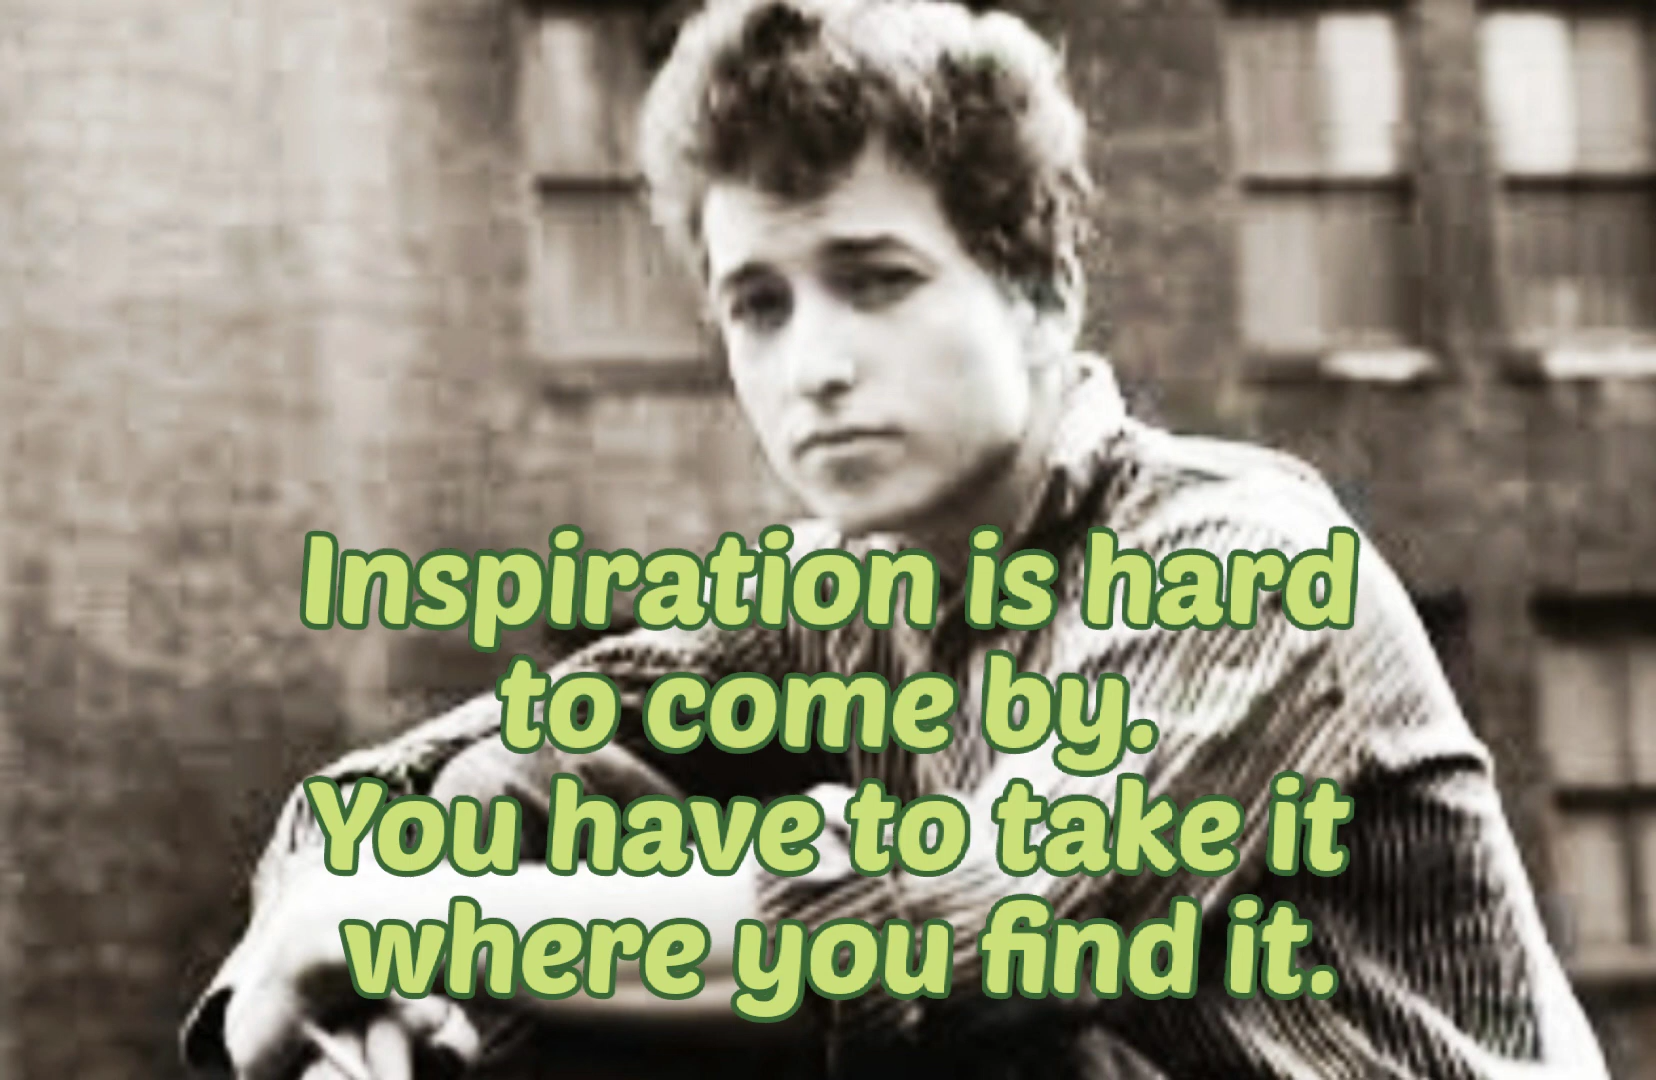 Inspiration is hard
to come by.
You have to take it
where you find it.